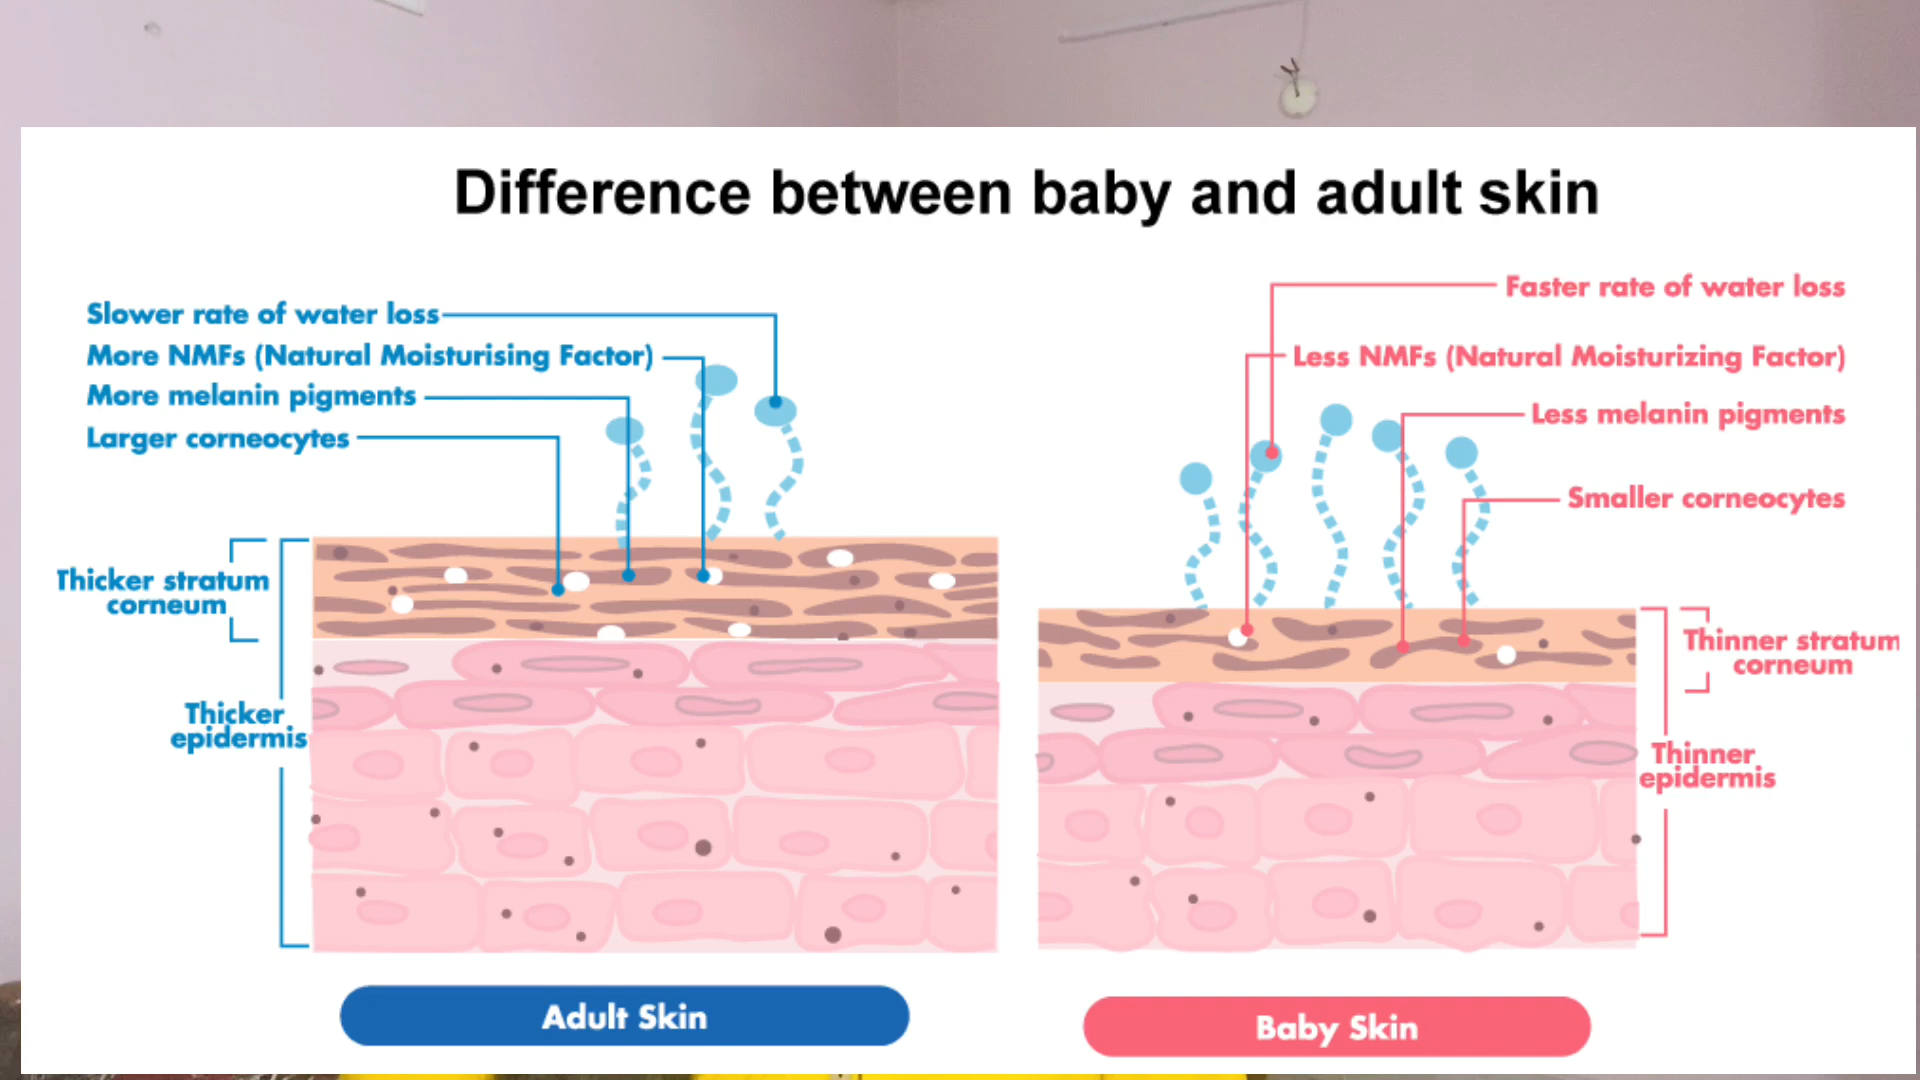 Difference between baby and adult skin
Slower rate of water loss
More NMFs (Natural Moisturising Factor)
More melanin pigments
Larger corneocytes
Thicker stratum
corneum
Thicker
epidermis
Adult Skin
Faster rate of water loss
Less NMFs (Natural Moisturizing Factor)
Less melanin pigments
Smaller corneocytes
Thinner stratum
corneum
Thinner
epidermis
Baby Skin